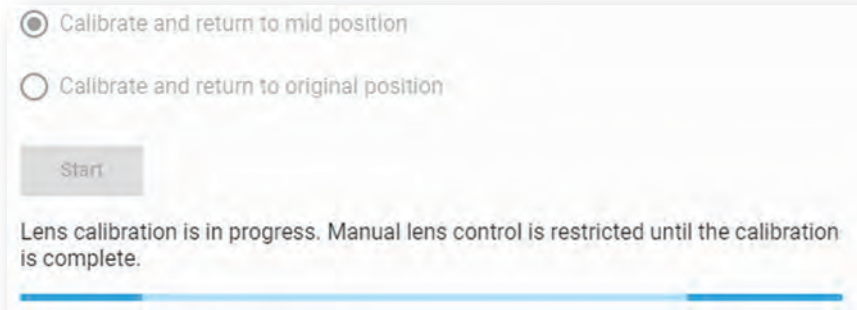 Calibrate and return to mid position
Calibrate and return to original position
Start
Lens calibration is in progress. Manual lens control is restricted until the calibration
is complete.